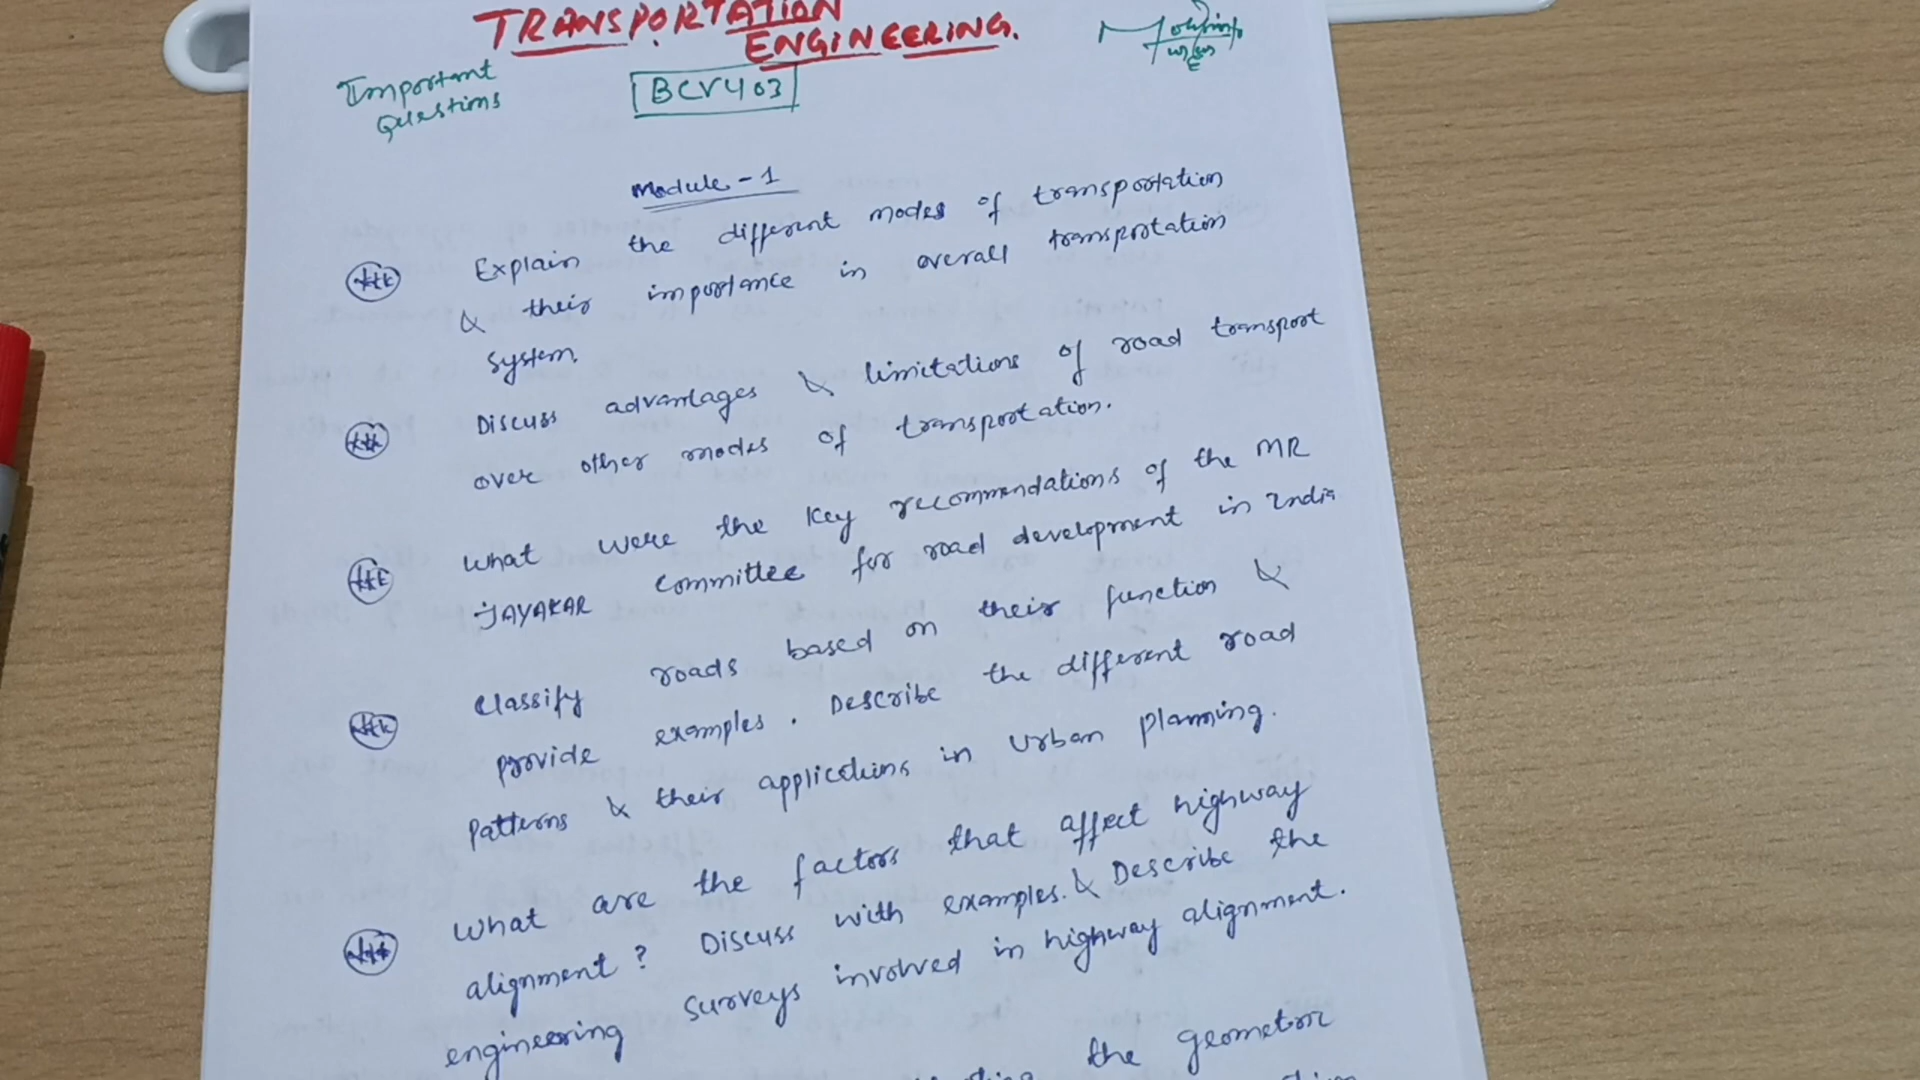 TRANSPORTATION
ENGINEERING.
Important
Questions
BCV403
Module-1
Explain the different modes of transportation
& their importance in overall transportation
system.
Discuss advantages & limitations of road transport
over other modes of transportation.
What were the key recommendations of the MR
JAYAKAR committee for road development in India
Classify roads based on their function &
provide examples. Describe the different road
patterns & their applications in urban planning.
What are the factors that affect highway
alignment? Discuss with examples. & Describe the
engineering surveys involved in highway alignment.
the geometric